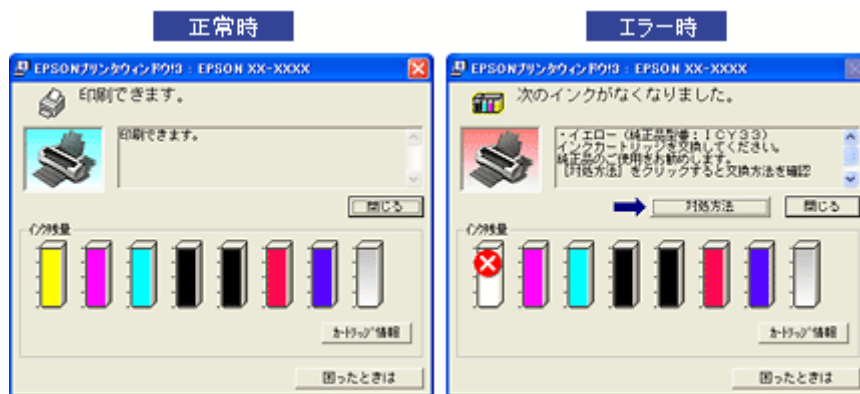 正常時
EPSONプリンタウィンドウ!3 : EPSON XX-XXXX
印刷できます。
印刷できます。
閉じる
インク残量
カートリッジ情報
困ったときは
エラー時
EPSONプリンタウィンドウ!3 : EPSON XX-XXXX
次のインクがなくなりました。
・イエロー(純正品型番:ICY33)
インクカートリッジを交換してください。
純正品のご使用をお勧めします。
[対処方法]をクリックすると交換方法を確認
対処方法
閉じる
インク残量
カートリッジ情報
困ったときは